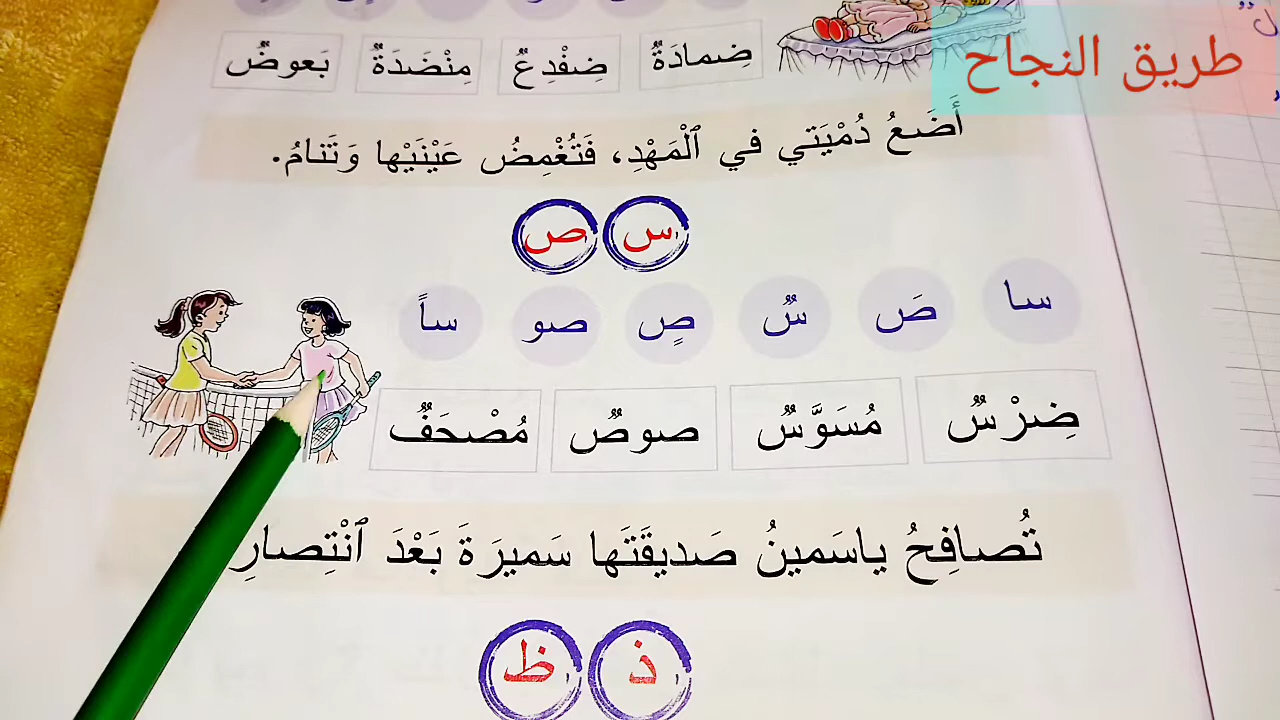 طريق النجاح
ضِمادَةٌ ضِفْدِعٌ مِنْضَدَةٌ بَعوضٌ
أَضَعُ دُمْيَتي في ٱلْمَهْدِ، فَتُغْمِضُ عَيْنَيْها وَتَنامُ.
س ص
سا صَ سٌ صٍ صو ساً
ضِرْسٌ مُسَوَّسٌ صوصٌ مُصْحَفٌ
تُصافِحُ ياسَمينُ صَديقَتَها سَميرَةَ بَعْدَ ٱنْتِصارِ
ذ ظ